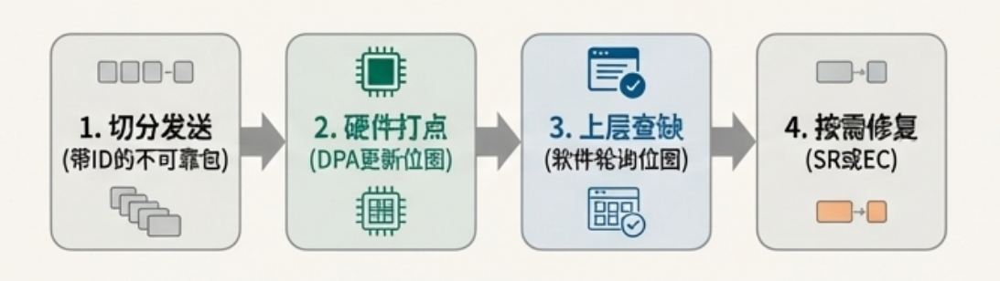 1. 切分发送
(带ID的不可靠包)
2. 硬件打点
(DPA更新位图)
3. 上层查缺
(软件轮询位图)
4. 按需修复
(SR或EC)